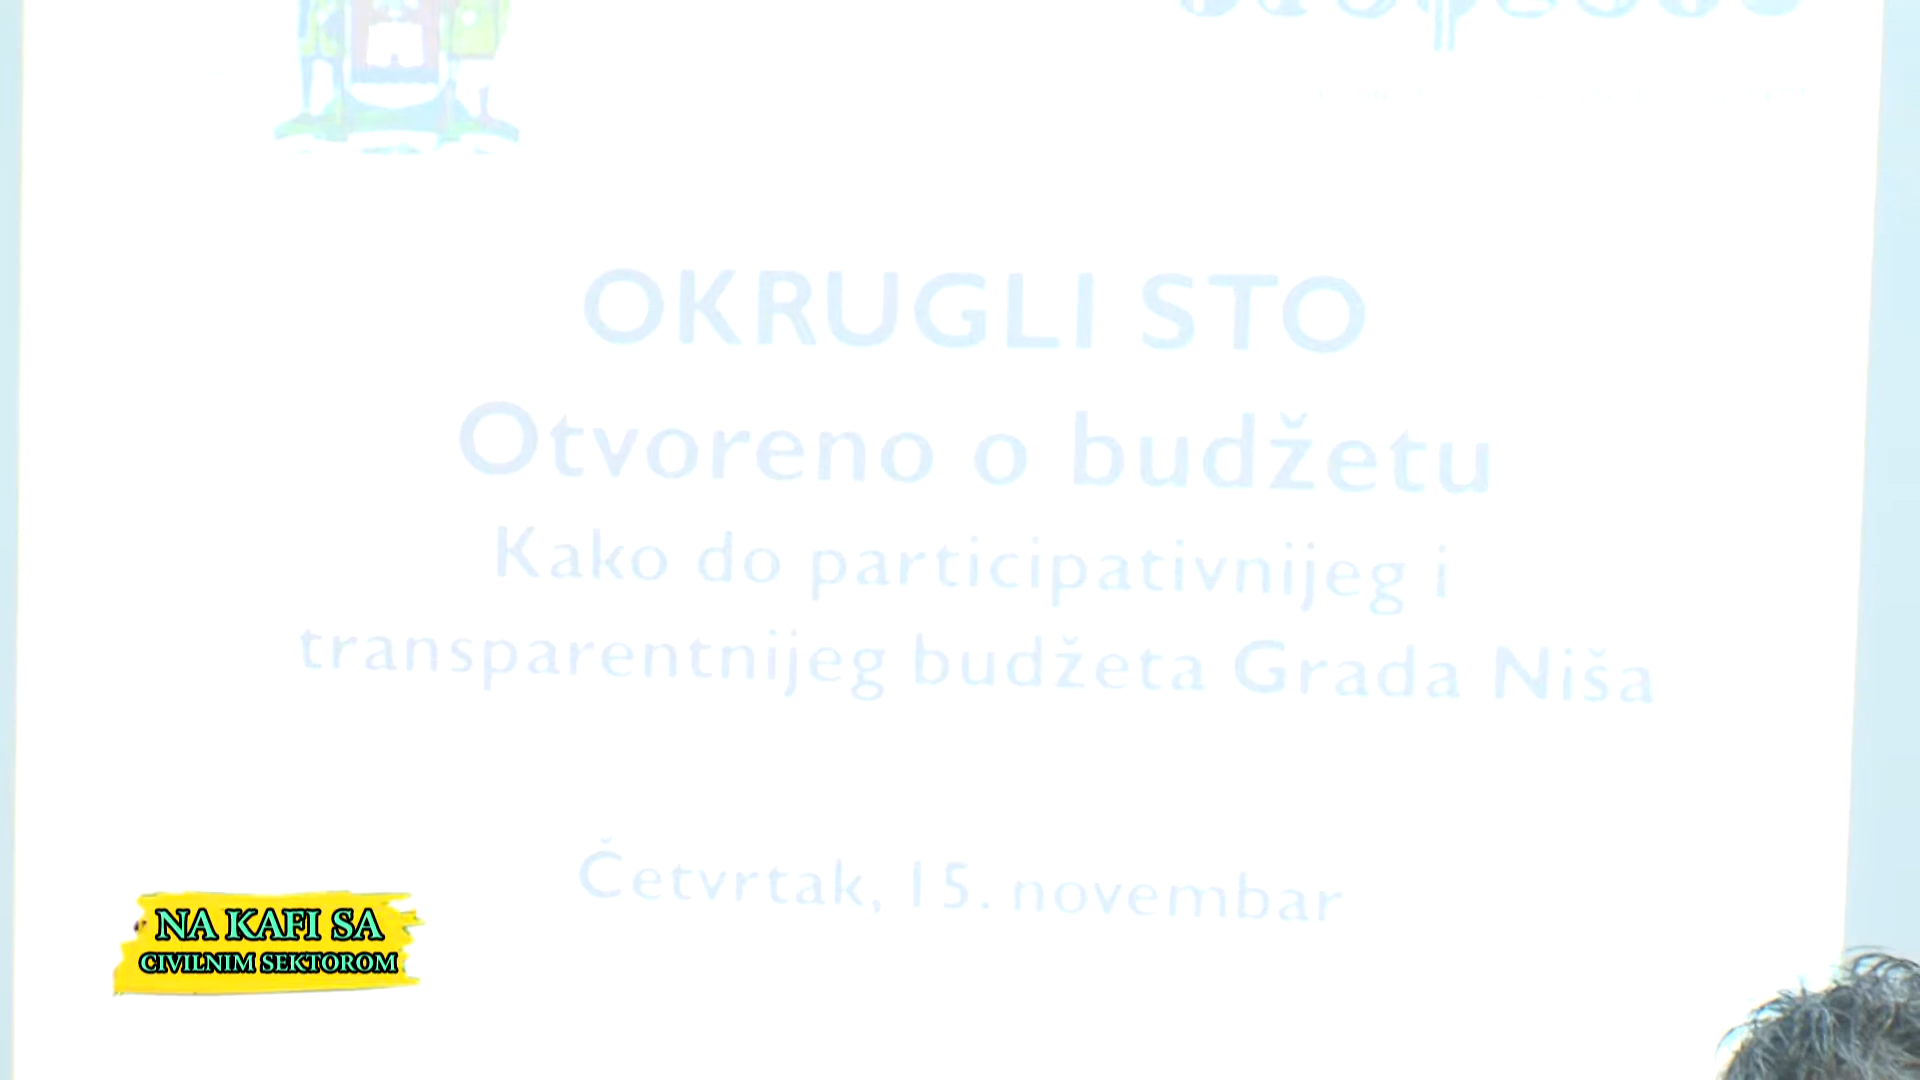 OKRUGLI STO
Otvoreno o budžetu
Kako do participativnijeg i
transparentnijeg budžeta Grada Niša
Četvrtak, 15. novembar
NA KAFI SA
CIVILNIM SEKTOROM